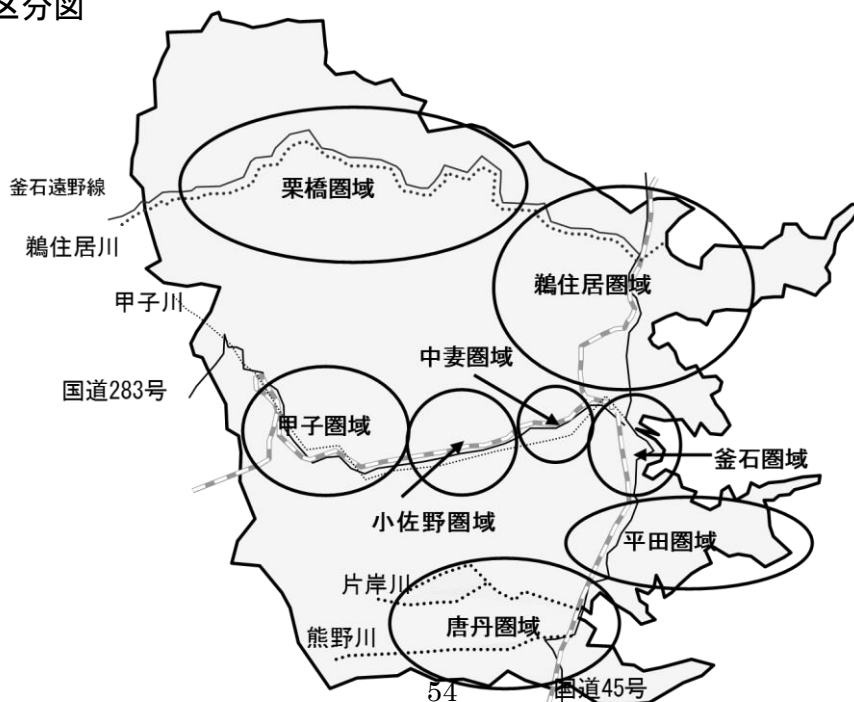 区分図
栗橋圏域
釜石遠野線
鵜住居川
鵜住居圏域
甲子川
中妻圏域
国道283号
甲子圏域
釜石圏域
小佐野圏域
平田圏域
片岸川
唐丹圏域
熊野川
国道45号
54